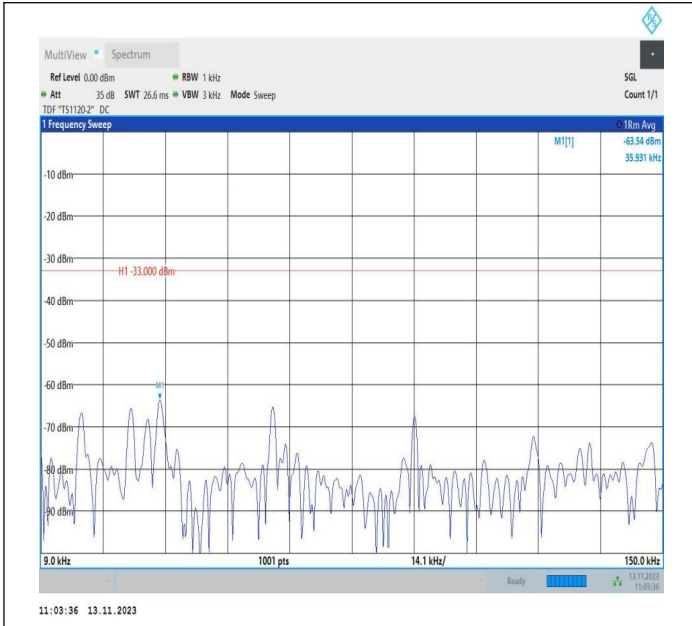 MultiView Spectrum
Ref Level 0.00 dBm RBW 1 kHz SGL
Att 35 dB SWT 26.6 ms VBW 3 kHz Mode Sweep Count 1/1
TDF "TS1120-2" DC
1 Frequency Sweep 1Rm Avg
M1[1] -63.54 dBm
35.931 kHz
-10 dBm
-20 dBm
-30 dBm
H1 -33.000 dBm
-40 dBm
-50 dBm
-60 dBm
M1
-70 dBm
-80 dBm
-90 dBm
9.0 kHz 1001 pts 14.1 kHz/ 150.0 kHz
Ready 13.11.2023
11:03:36
11:03:36 13.11.2023